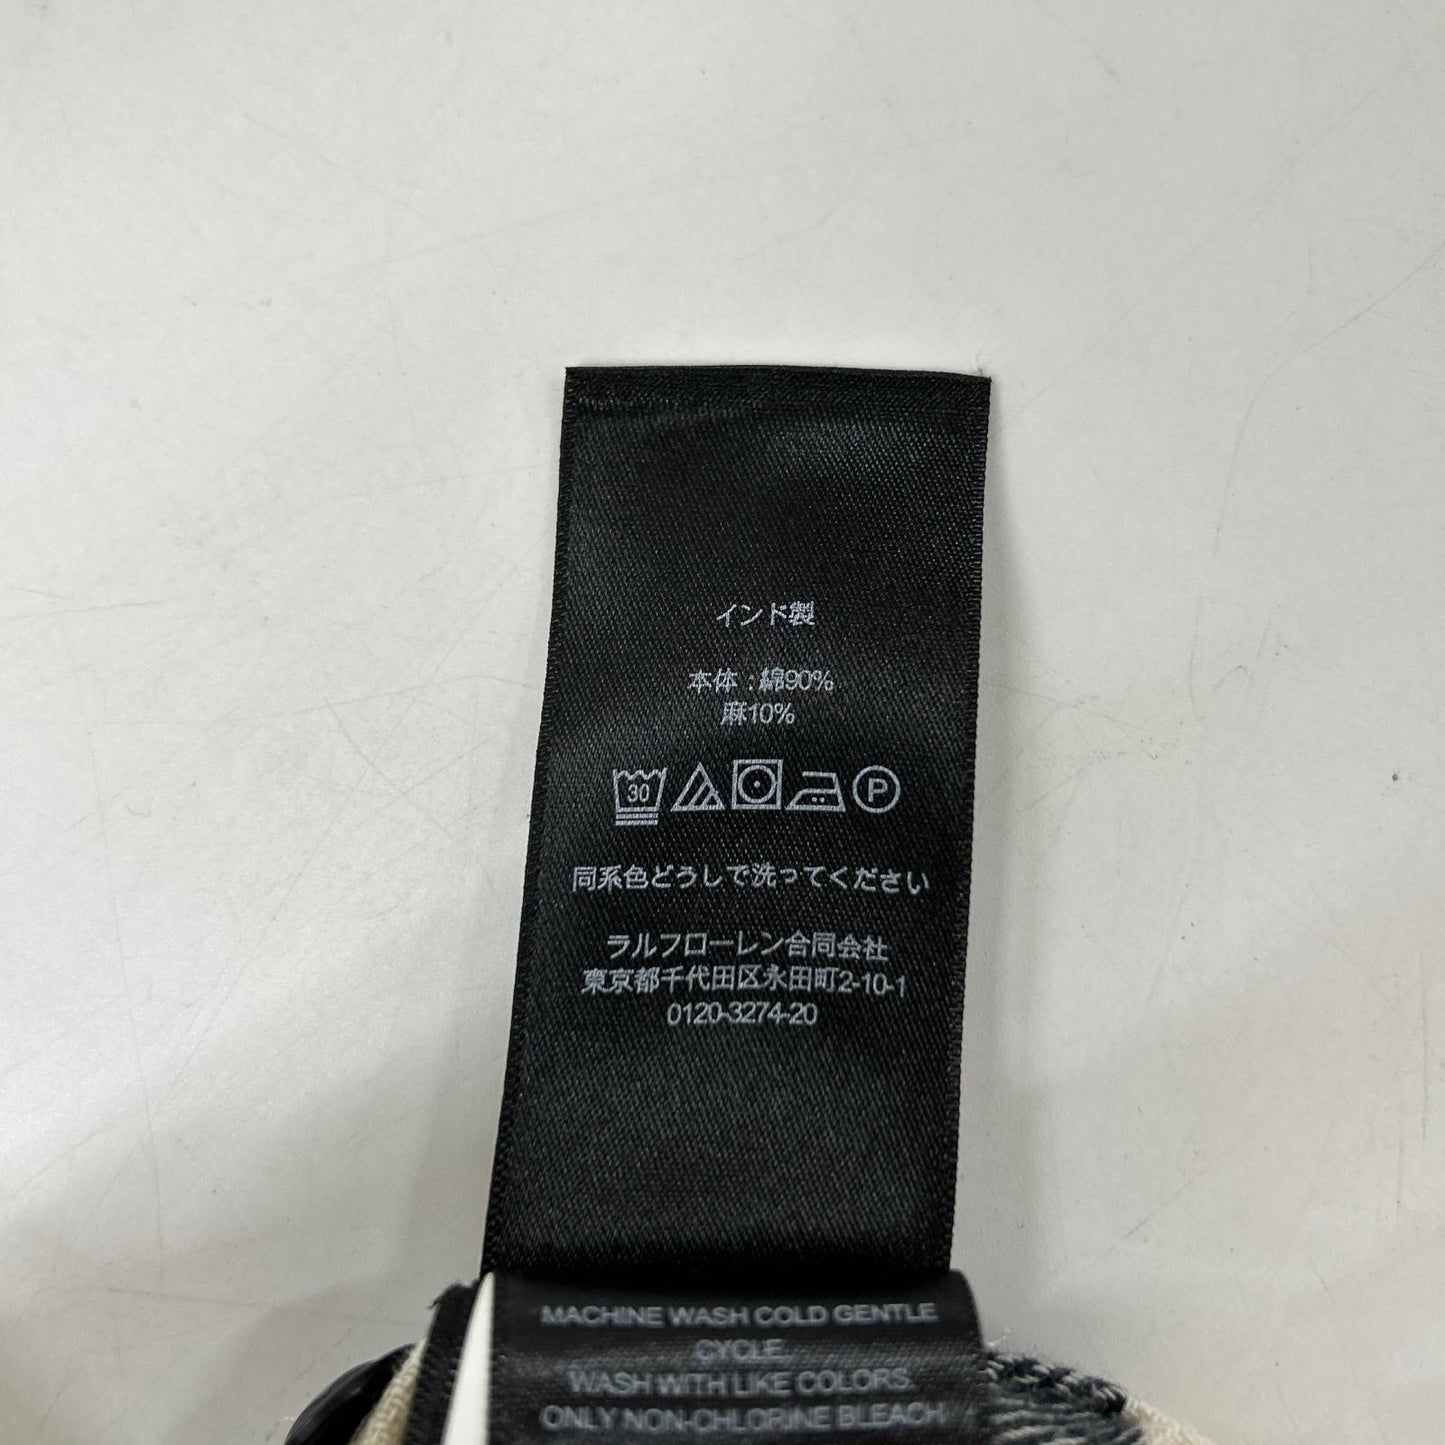 インド製
本体:綿90%
麻10%
30
P
同系色どうしで洗ってください
ラルフローレン合同会社
東京都千代田区永田町2-10-1
0120-3274-20
MACHINE WASH COLD GENTLE
CYCLE.
WASH WITH LIKE COLORS.
ONLY NON-CHLORINE BLEACH